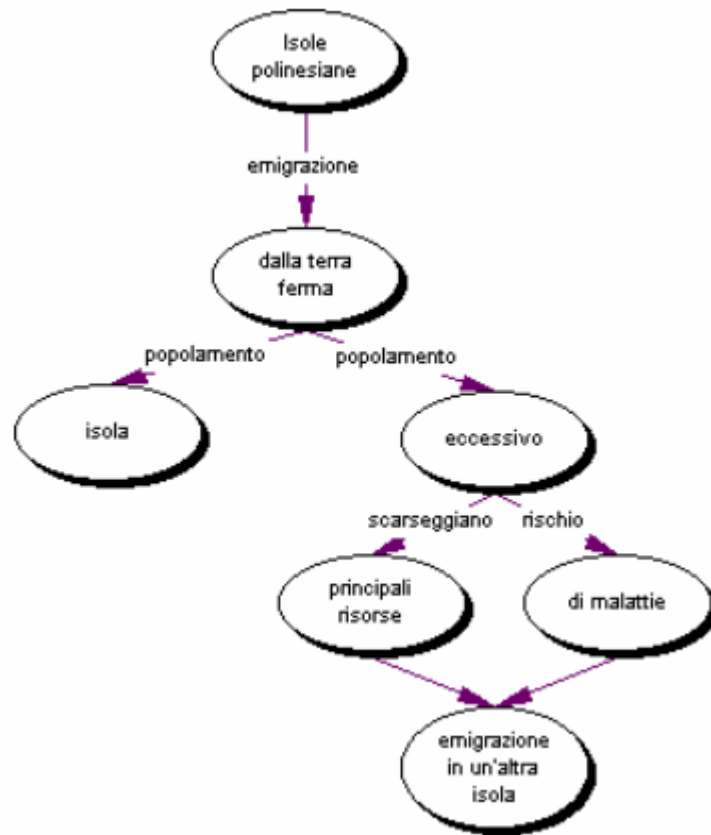 Isole
polinesiane
emigrazione
dalla terra
ferma
popolamento
popolamento
isola
eccessivo
scarseggiano
rischio
principali
risorse
di malattie
emigrazione
in un'altra
isola